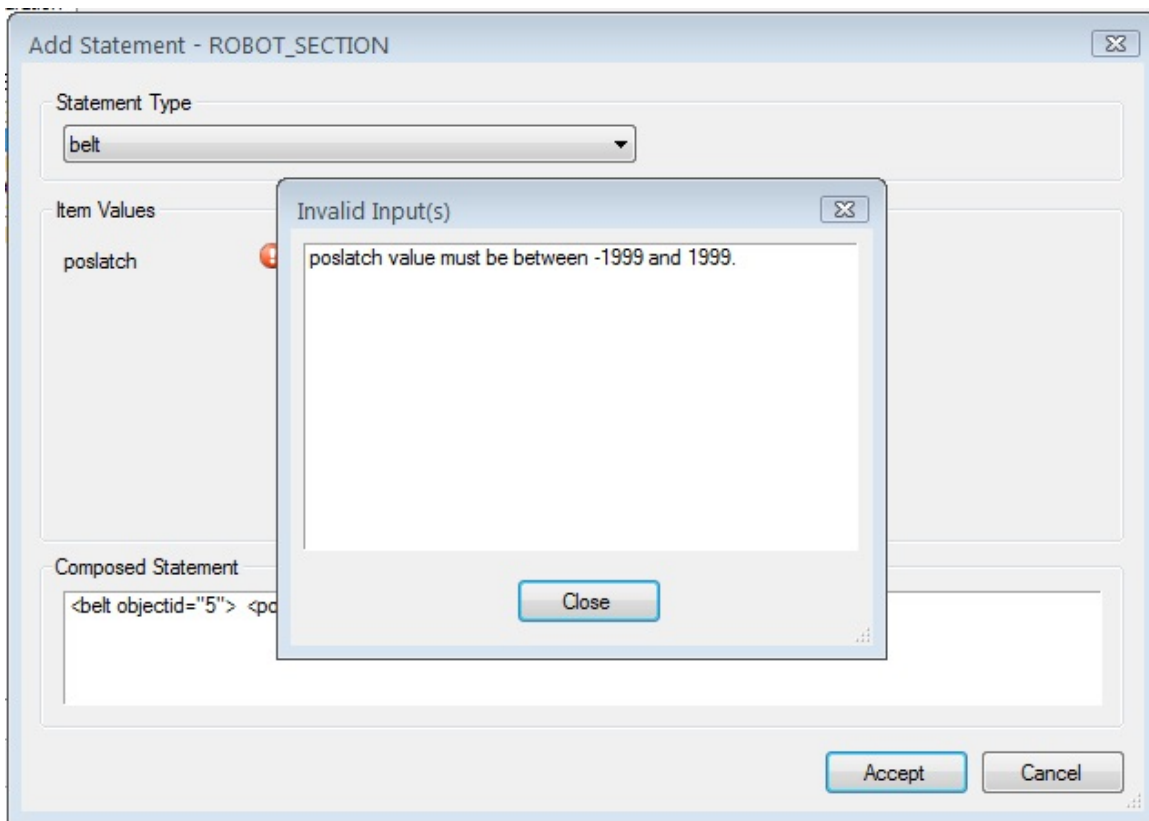 Add Statement - ROBOT_SECTION
Statement Type
belt
Item Values
poslatch
Invalid Input(s)
poslatch value must be between -1999 and 1999.
Close
Composed Statement
<belt objectid="5">
Accept
Cancel